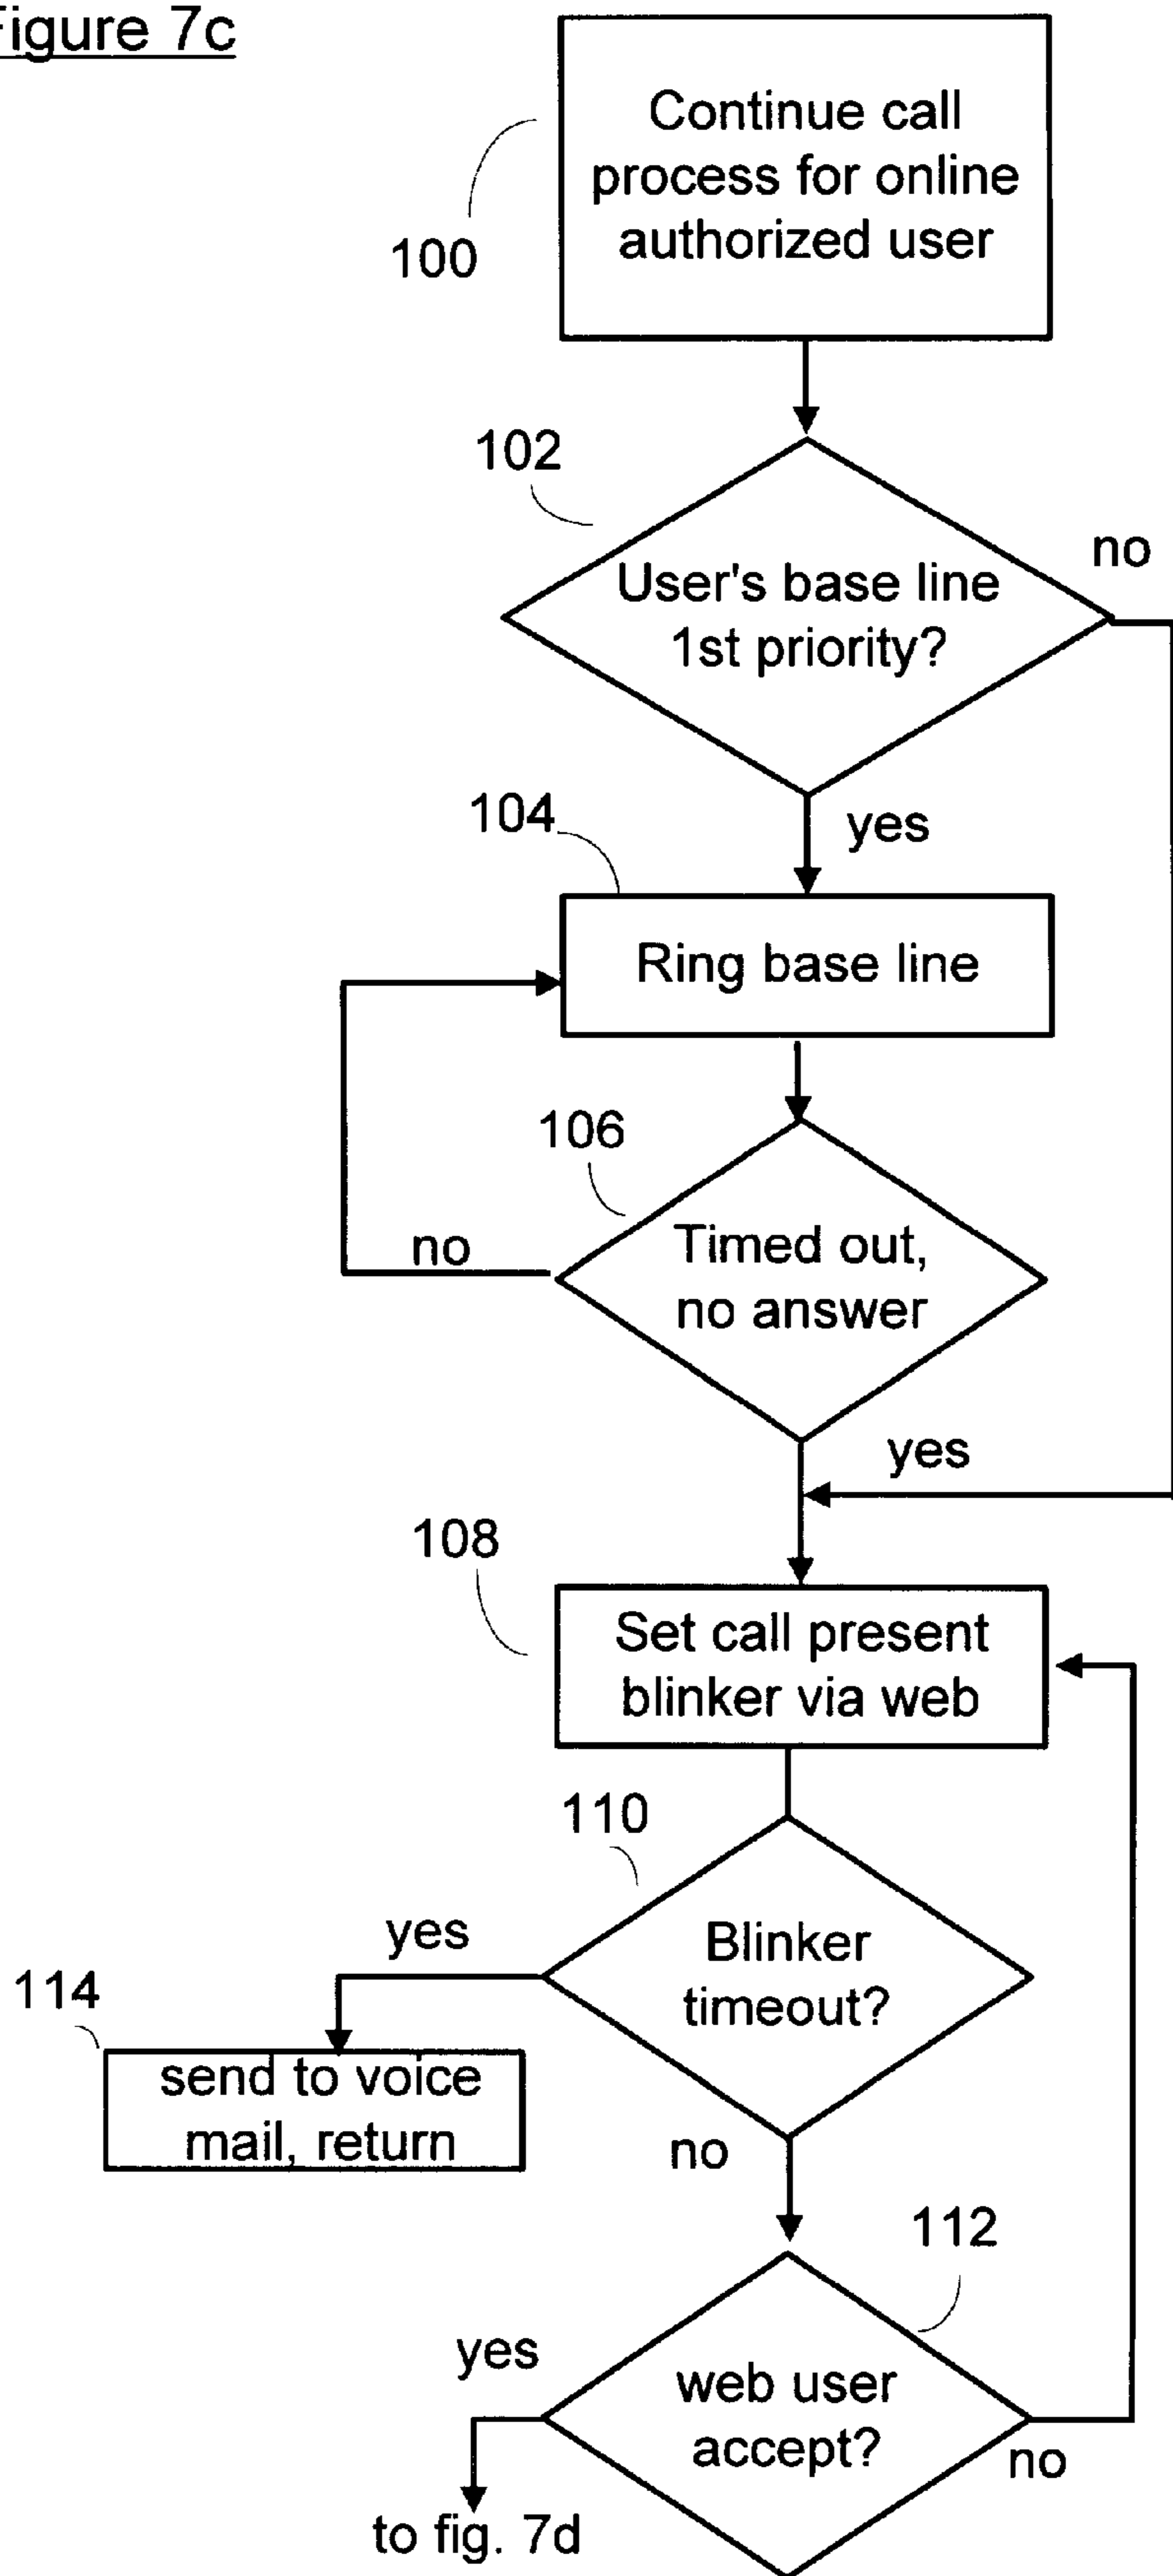 Figure 7c
Continue call
process for online
authorized user
100
102
no
User's base line
1st priority?
104
yes
Ring base line
106
no
Timed out,
no answer
yes
108
Set call present
blinker via web
110
yes
Blinker
timeout?
114
send to voice
mail, return
no
112
yes
web user
accept?
no
to fig. 7d